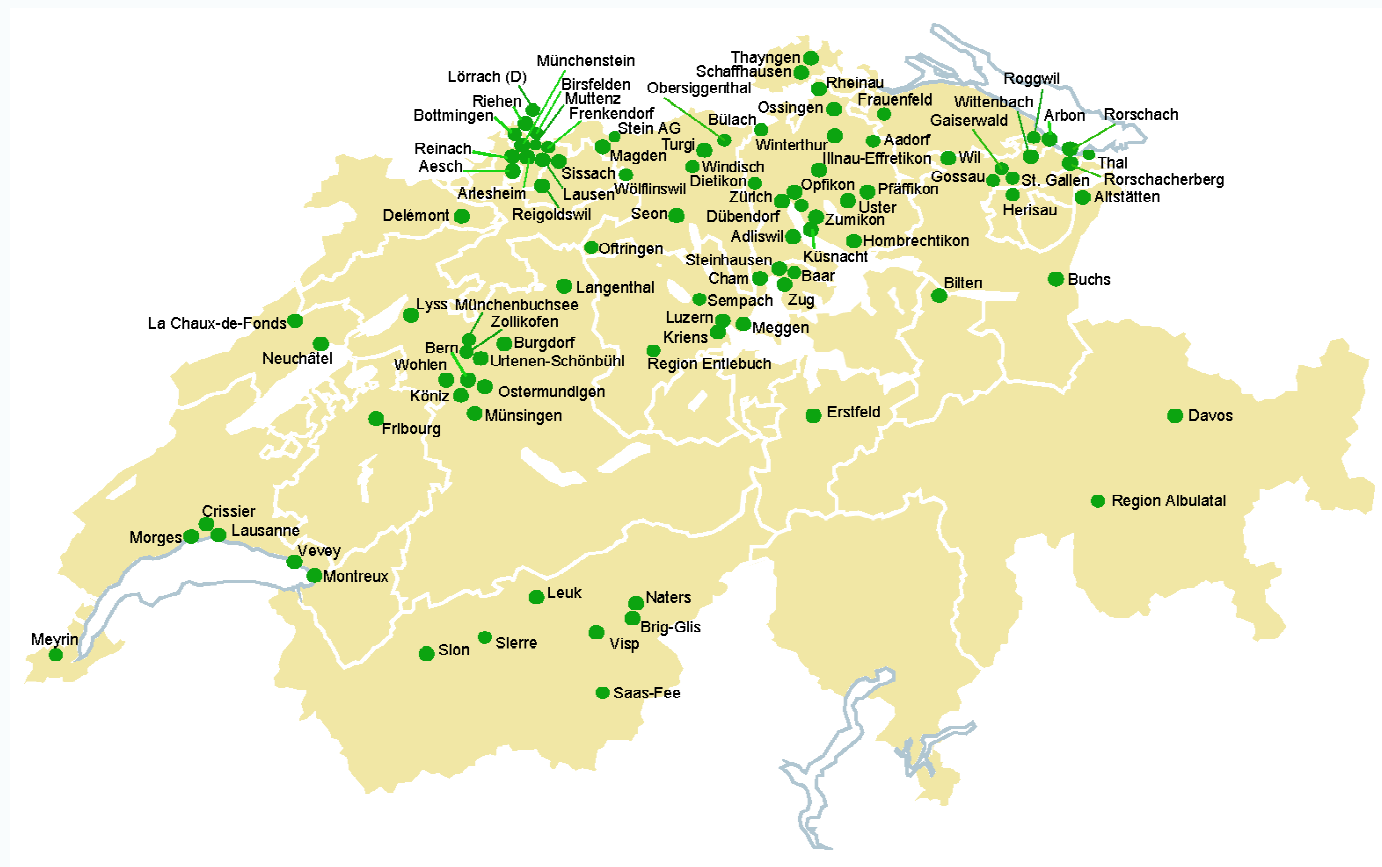 Thayngen
Münchenstein
Schaffhausen
Lörrach (D)
Roggwil
Birsfelden
Rheinau
Obersiggenthal
Riehen
Muttenz
Frauenfeld
Wittenbach
Ossingen
Bottmingen
Frenkendorf
Arbon
Rorschach
Bülach
Gaiserwald
Stein AG
Turgi
Winterthur
Aadorf
Reinach
Magden
Wil
Thal
Illnau-Effretikon
Aesch
Sissach
Windisch
Gossau
St. Gallen
Rorschacherberg
Dietikon
Wölflinswil
Opfikon
Pfäffikon
Arlesheim
Lausen
Zürich
Altstätten
Uster
Herisau
Delémont
Reigoldswil
Seon
Dübendorf
Zumikon
Adliswil
Hombrechtikon
Oftringen
Küsnacht
Steinhausen
Baar
Cham
Buchs
Bilten
Langenthal
Zug
Sempach
Münchenbuchsee
Lyss
La Chaux-de-Fonds
Zollikofen
Luzern
Meggen
Kriens
Burgdorf
Bern
Neuchâtel
Urtenen-Schönbühl
Wohlen
Region Entlebuch
Ostermundigen
Köniz
Münsingen
Erstfeld
Davos
Fribourg
Region Albulatal
Crissier
Lausanne
Morges
Vevey
Montreux
Leuk
Naters
Brig-Glis
Meyrin
Sierre
Visp
Sion
Saas-Fee